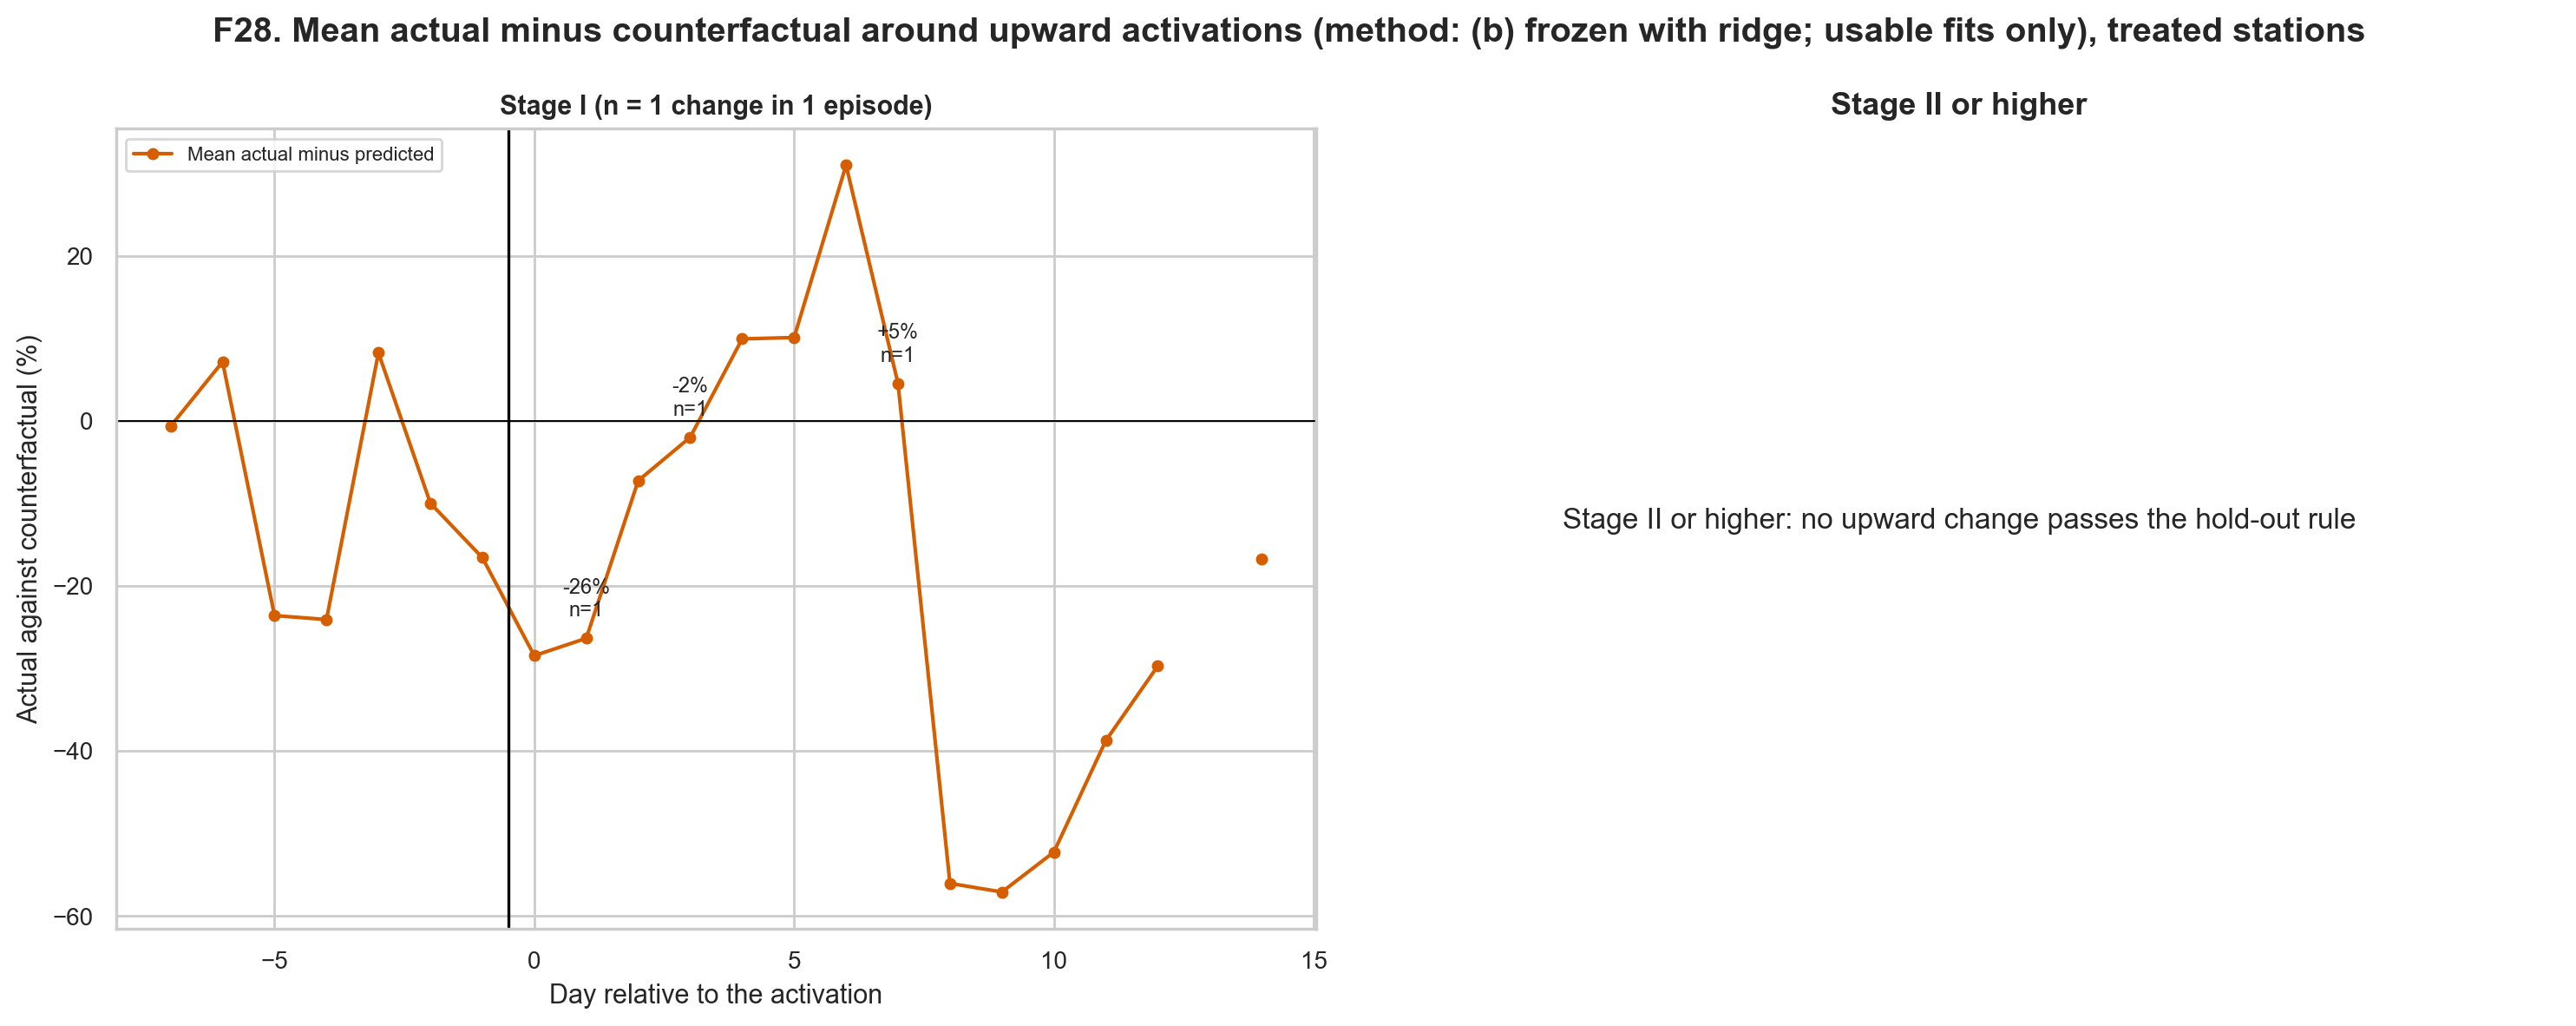 F28. Mean actual minus counterfactual around upward activations (method: (b) frozen with ridge; usable fits only), treated stations
Stage I (n = 1 change in 1 episode)
Mean actual minus predicted
Actual against counterfactual (%)
20
0
−20
−40
−60
-26%
n=1
-2%
n=1
+5%
n=1
−5
0
5
10
15
Day relative to the activation
Stage II or higher
Stage II or higher: no upward change passes the hold-out rule